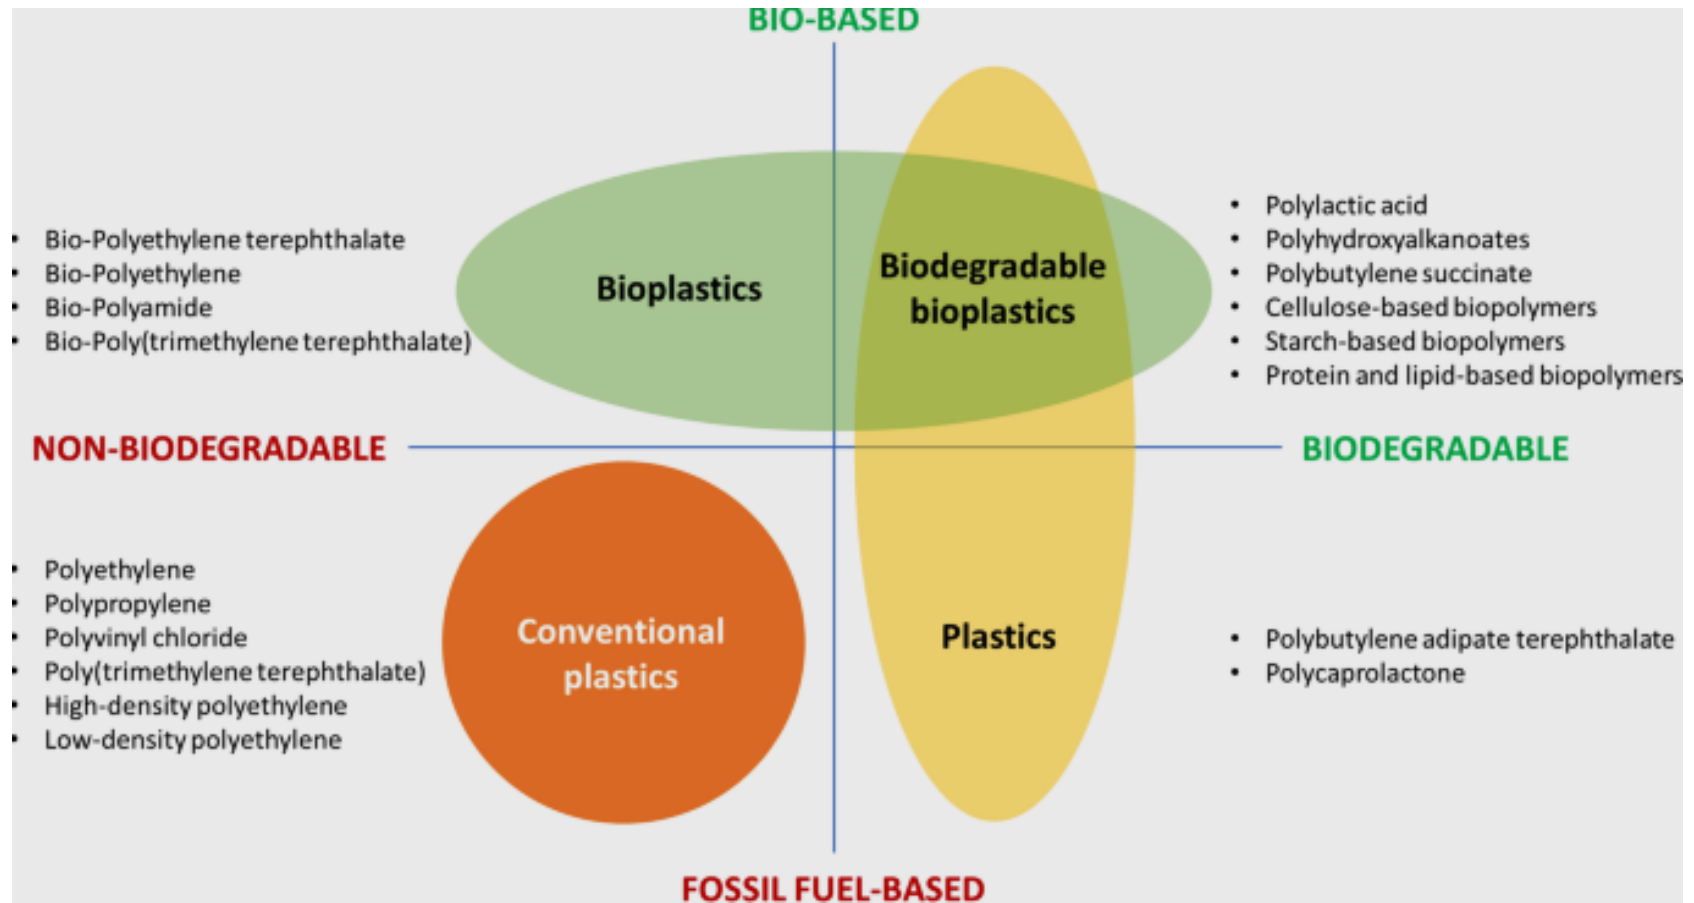 BIO-BASED
• Bio-Polyethylene terephthalate
• Bio-Polyethylene
• Bio-Polyamide
• Bio-Poly(trimethylene terephthalate)
Bioplastics
Biodegradable
bioplastics
• Polylactic acid
• Polyhydroxyalkanoates
• Polybutylene succinate
• Cellulose-based biopolymers
• Starch-based biopolymers
• Protein and lipid-based biopolymers
NON-BIODEGRADABLE
BIODEGRADABLE
• Polyethylene
• Polypropylene
• Polyvinyl chloride
• Poly(trimethylene terephthalate)
• High-density polyethylene
• Low-density polyethylene
Conventional
plastics
Plastics
• Polybutylene adipate terephthalate
• Polycaprolactone
FOSSIL FUEL-BASED